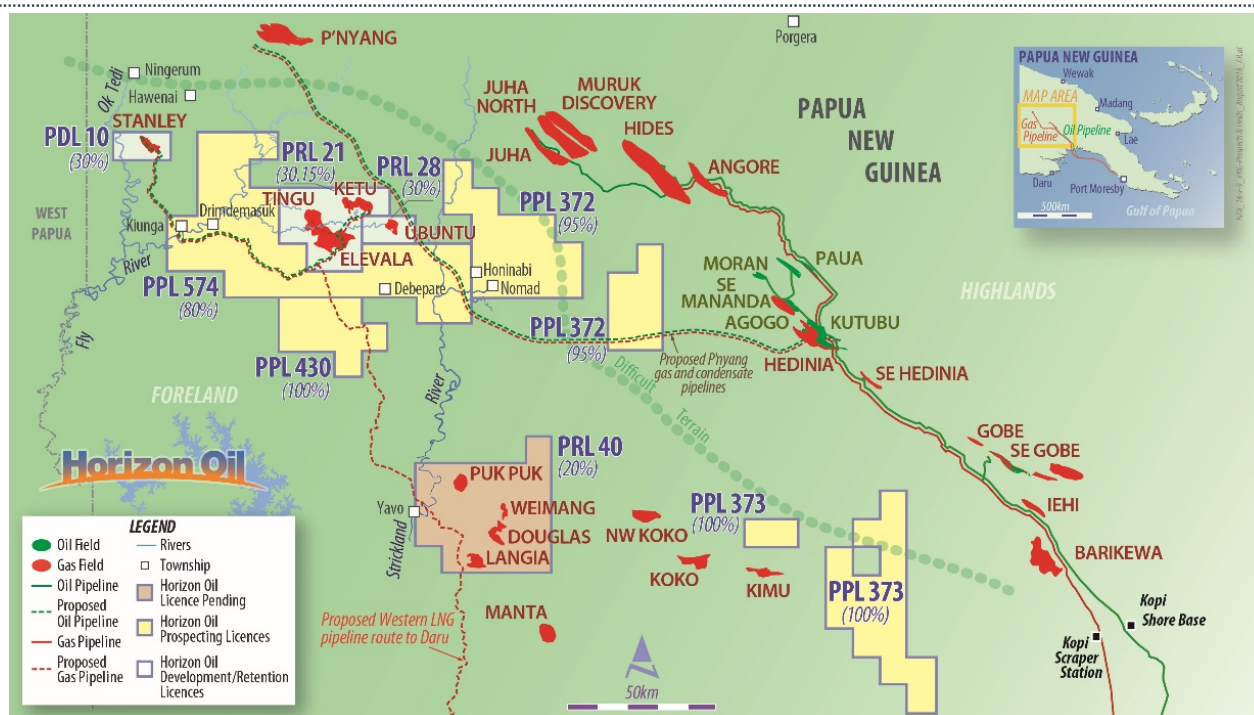 P'NYANG
Porgera
Ningerum
Hawenai
Ok Tedi
STANLEY
PDL 10
(30%)
PRL 21
(30.15%)
PRL 28
(30%)
KETU
TINGU
UBUNTU
ELEVALA
JUHA
NORTH
MURUK
DISCOVERY
JUHA
HIDES
ANGORE
PAPUA
NEW
GUINEA
WEST
PAPUA
Kiunga
Drimdemasuk
River
Fly
PPL 574
(80%)
Debepare
Honinabi
Nomad
PPL 372
(95%)
PPL 372
(95%)
MORAN
PAUA
SE
MANANDA
AGOGO
KUTUBU
HEDINIA
HIGHLANDS
Proposed P'nyang
gas and condensate
pipelines
SE HEDINIA
Difficult
Terrain
PPL 430
(100%)
FORELAND
River
Strickland
Horizon Oil
PRL 40
(20%)
PUK PUK
Yavo
WEIMANG
DOUGLAS
LANGIA
NW KOKO
KOKO
KIMU
MANTA
PPL 373
(100%)
PPL 373
(100%)
GOBE
SE GOBE
IEHI
BARIKEWA
Kopi
Shore Base
Kopi
Scraper
Station
Proposed Western LNG
pipeline route to Daru
50km
LEGEND
Oil Field
Gas Field
Oil Pipeline
Proposed
Oil Pipeline
Gas Pipeline
Proposed
Gas Pipeline
Rivers
Township
Horizon Oil
Licence Pending
Horizon Oil
Prospecting Licences
Horizon Oil
Development/Retention
Licences
PAPUA NEW GUINEA
Wewak
MAP AREA
Madang
Gas
Pipeline
Oil Pipeline
Lae
Daru
Port Moresby
500km
Gulf of Papua